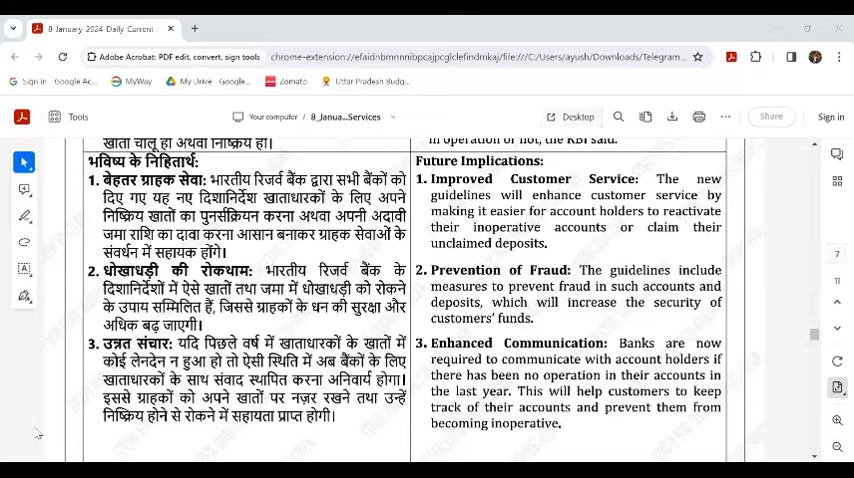 8 January 2024 Daily Current
Adobe Acrobat: PDF edit, convert, sign tools
chrome-extension://efaidnbmnnnibpcajpcglclefindmkaj/file:///C:/Users/ayush/Downloads/Telegram...
Sign in
Google Ac...
MyWay
My Drive
Google...
Zomato
Uttar Pradesh Budg...
Tools
Your computer
8_Janua...Services
Desktop
Share
Sign in
खाता चालू हो अथवा निष्क्रिय हो।
भविष्य के निहितार्थ:
1. बेहतर ग्राहक सेवा: भारतीय रिजर्व बैंक द्वारा सभी बैंकों को
दिए गए यह नए दिशानिर्देश खाताधारकों के लिए अपने
निष्क्रिय खातों का पुनर्सक्रियन करना अथवा अपनी अदावी
जमा राशि का दावा करना आसान बनाकर ग्राहक सेवाओं के
संवर्धन में सहायक होंगे।
2. धोखाधड़ी की रोकथाम: भारतीय रिजर्व बैंक के
दिशानिर्देशों में ऐसे खातों तथा जमा में धोखाधड़ी को रोकने
के उपाय सम्मिलित हैं, जिससे ग्राहकों के धन की सुरक्षा और
अधिक बढ़ जाएगी।
3. उन्नत संचार: यदि पिछले वर्ष में खाताधारकों के खातों में
कोई लेनदेन न हुआ हो तो ऐसी स्थिति में अब बैंकों के लिए
खाताधारकों के साथ संवाद स्थापित करना अनिवार्य होगा।
इससे ग्राहकों को अपने खातों पर नज़र रखने तथा उन्हें
निष्क्रिय होने से रोकने में सहायता प्राप्त होगी।
in operation or not, the RBI said.
Future Implications:
1. Improved Customer Service: The new
guidelines will enhance customer service by
making it easier for account holders to reactivate
their inoperative accounts or claim their
unclaimed deposits.
2. Prevention of Fraud: The guidelines include
measures to prevent fraud in such accounts and
deposits, which will increase the security of
customers' funds.
3. Enhanced Communication: Banks are now
required to communicate with account holders if
there has been no operation in their accounts in
the last year. This will help customers to keep
track of their accounts and prevent them from
becoming inoperative.
7
11